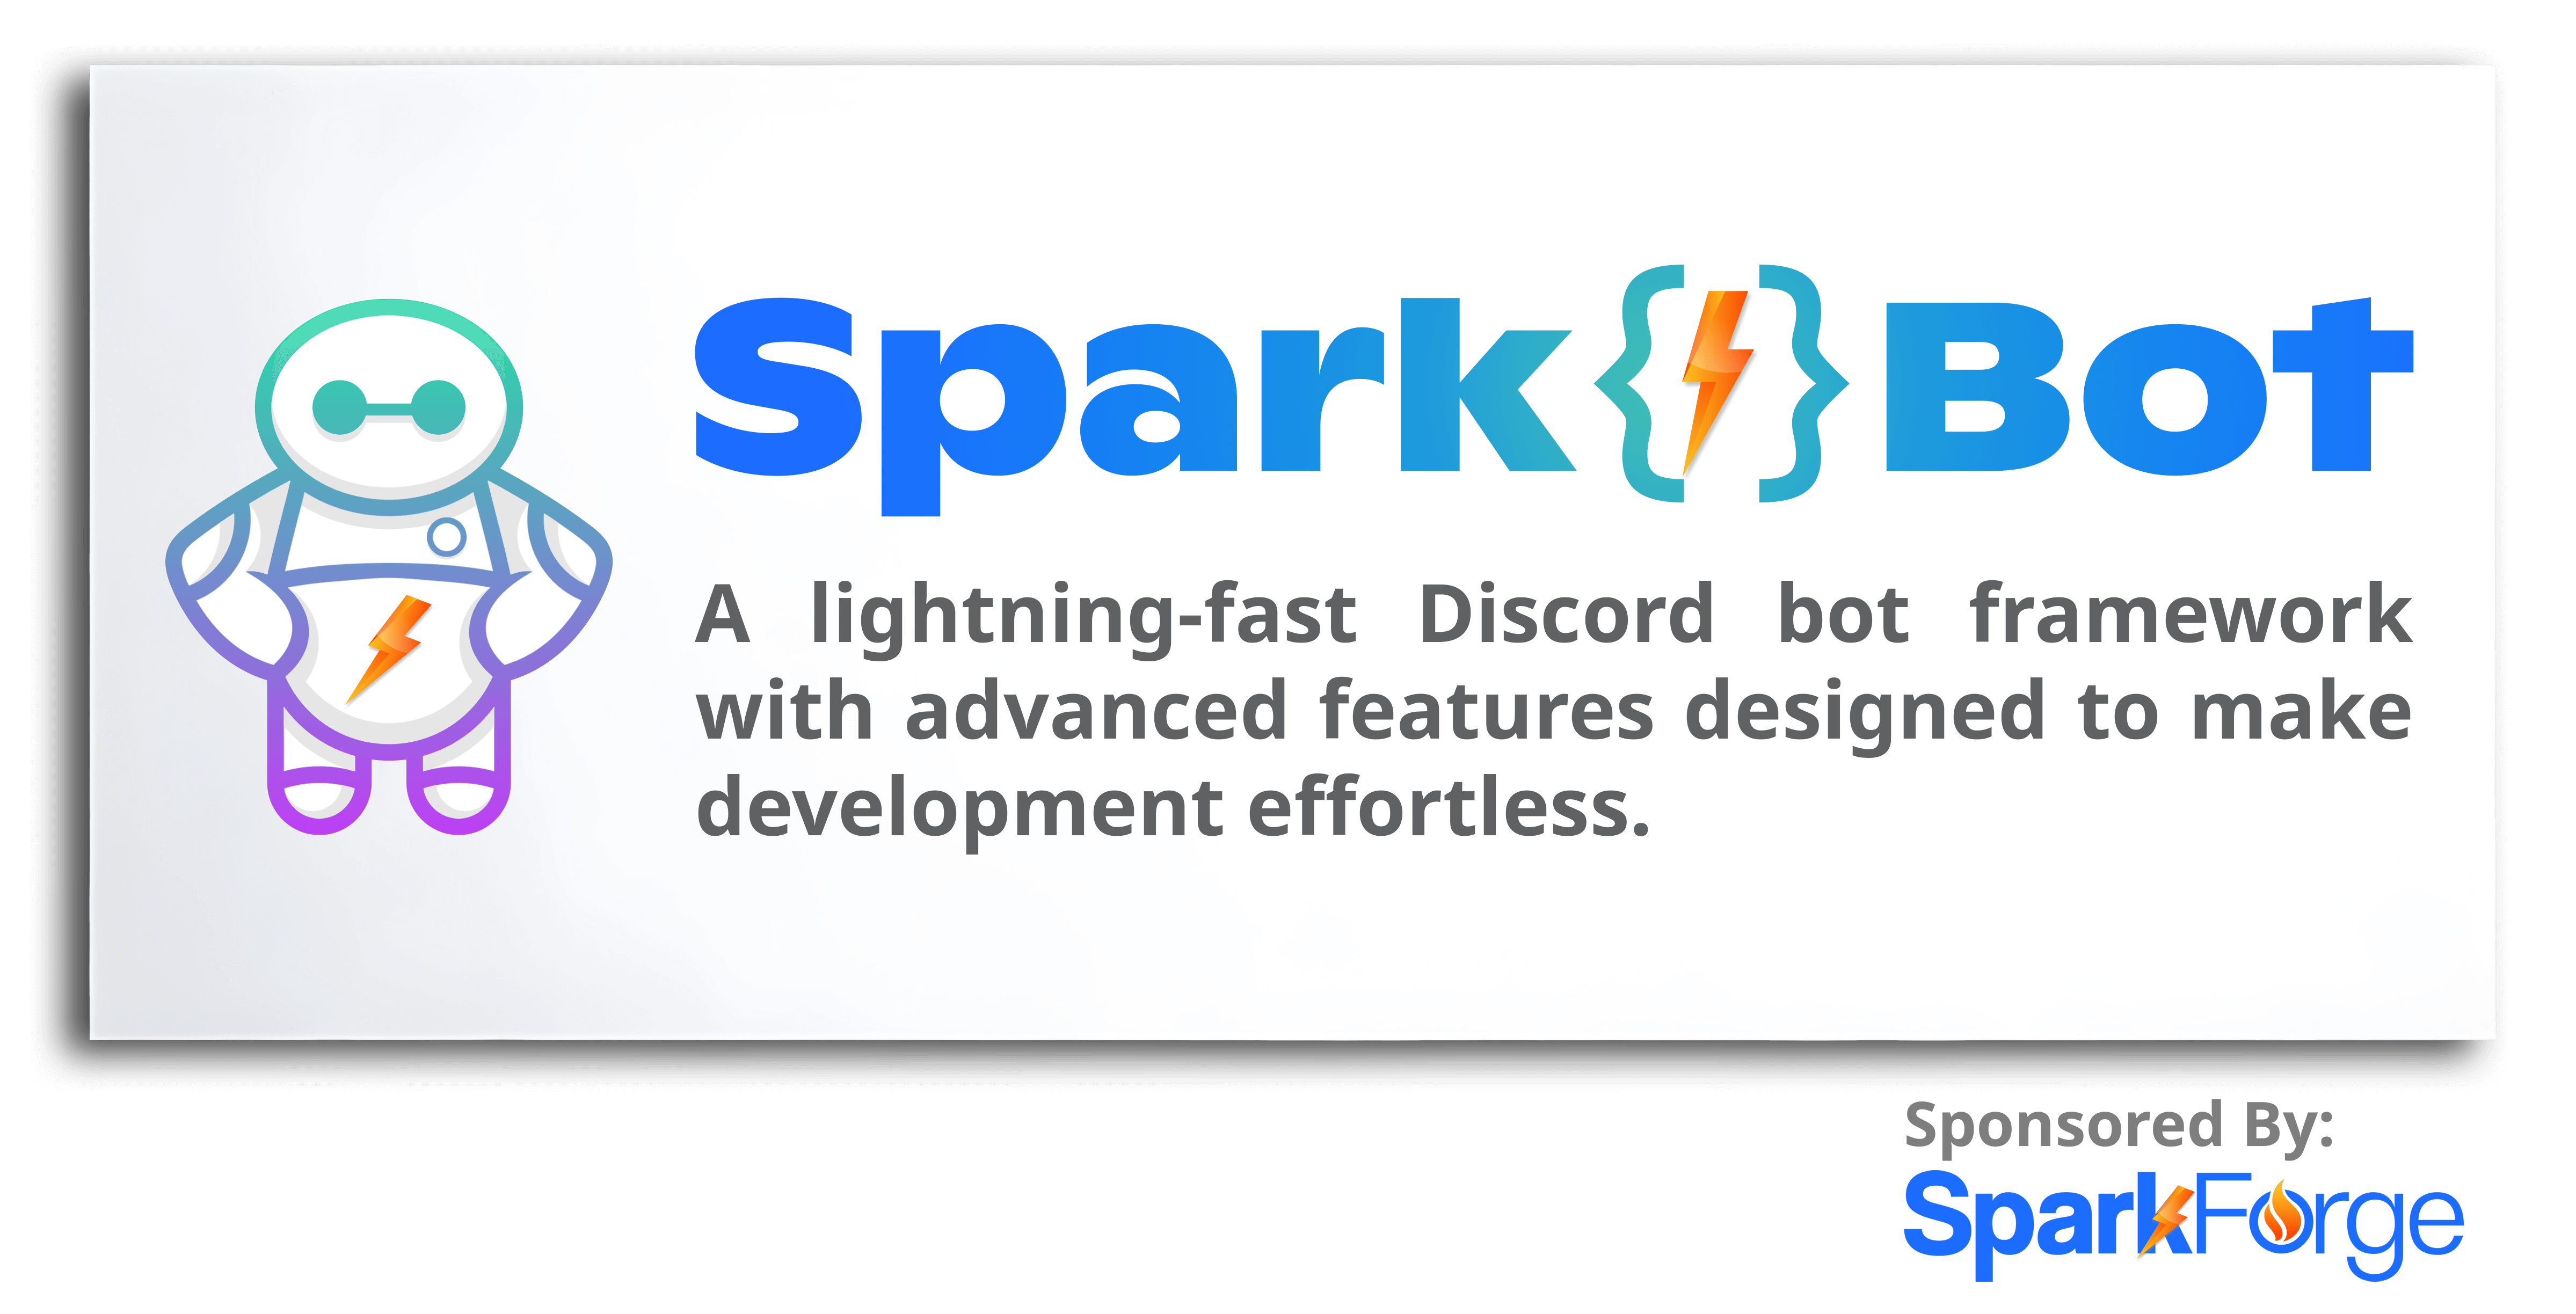 Spark{}Bot
A lightning-fast Discord bot framework
with advanced features designed to make
development effortless.
Sponsored By:
SparkForge